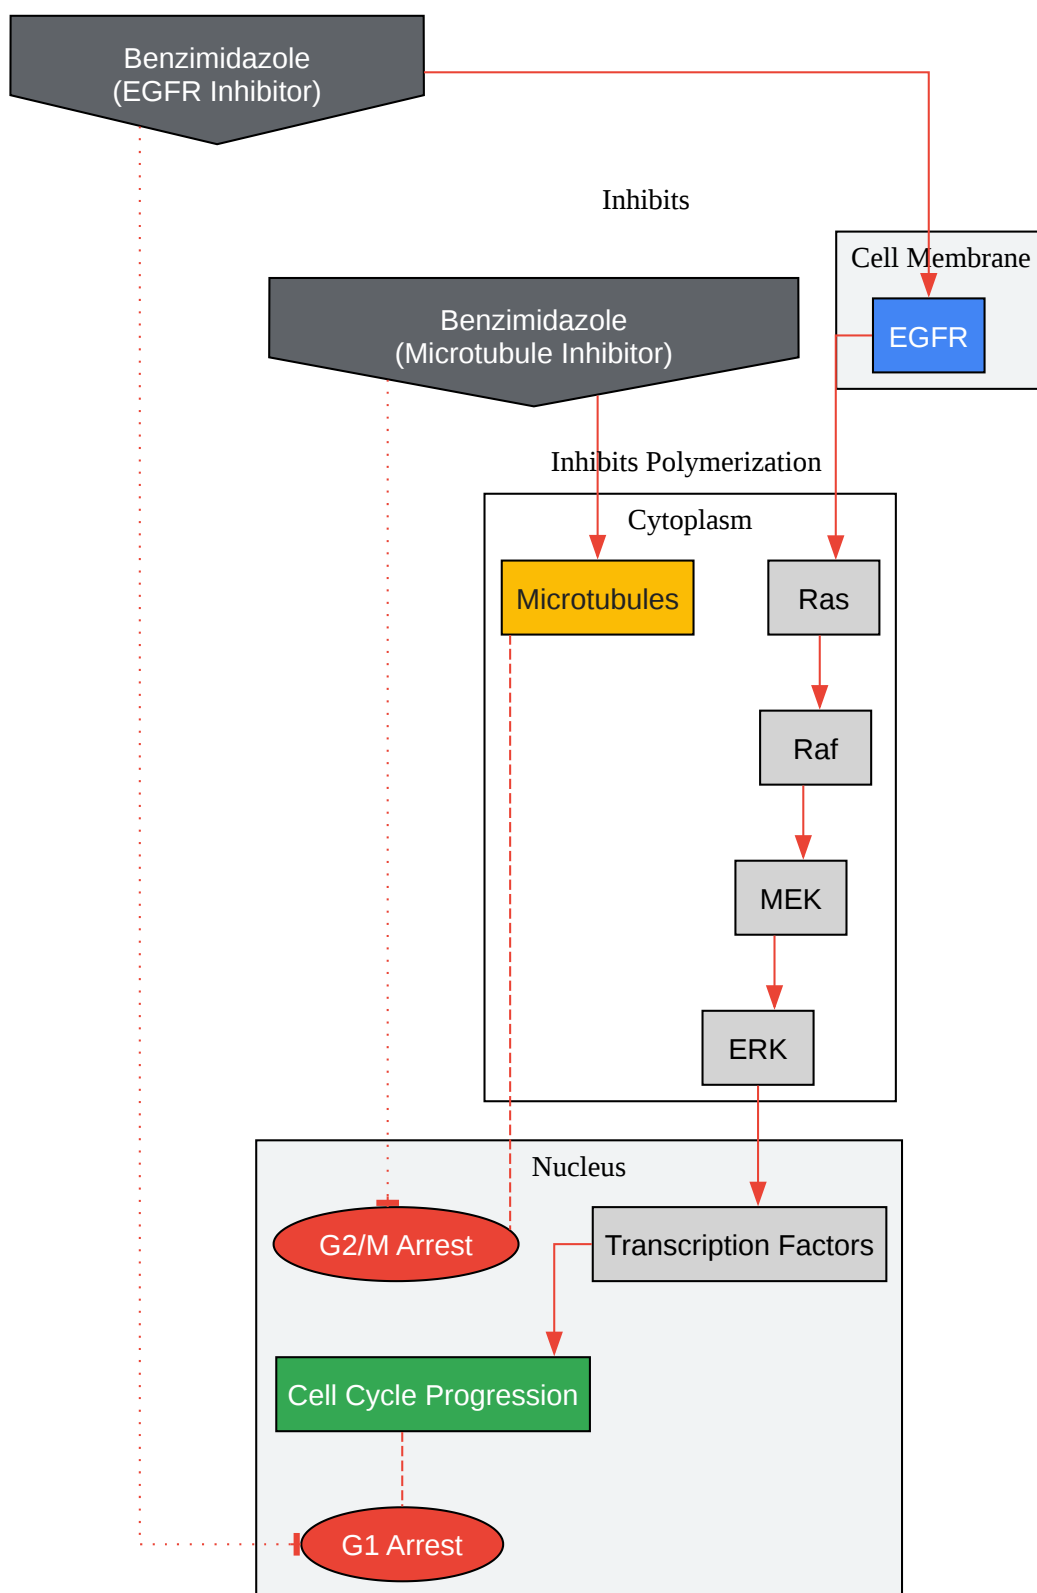 Benzimidazole
(EGFR Inhibitor)
Inhibits
Cell Membrane
EGFR
Benzimidazole
(Microtubule Inhibitor)
Inhibits Polymerization
Cytoplasm
Microtubules
Ras
Raf
MEK
ERK
Nucleus
G2/M Arrest
Transcription Factors
Cell Cycle Progression
G1 Arrest